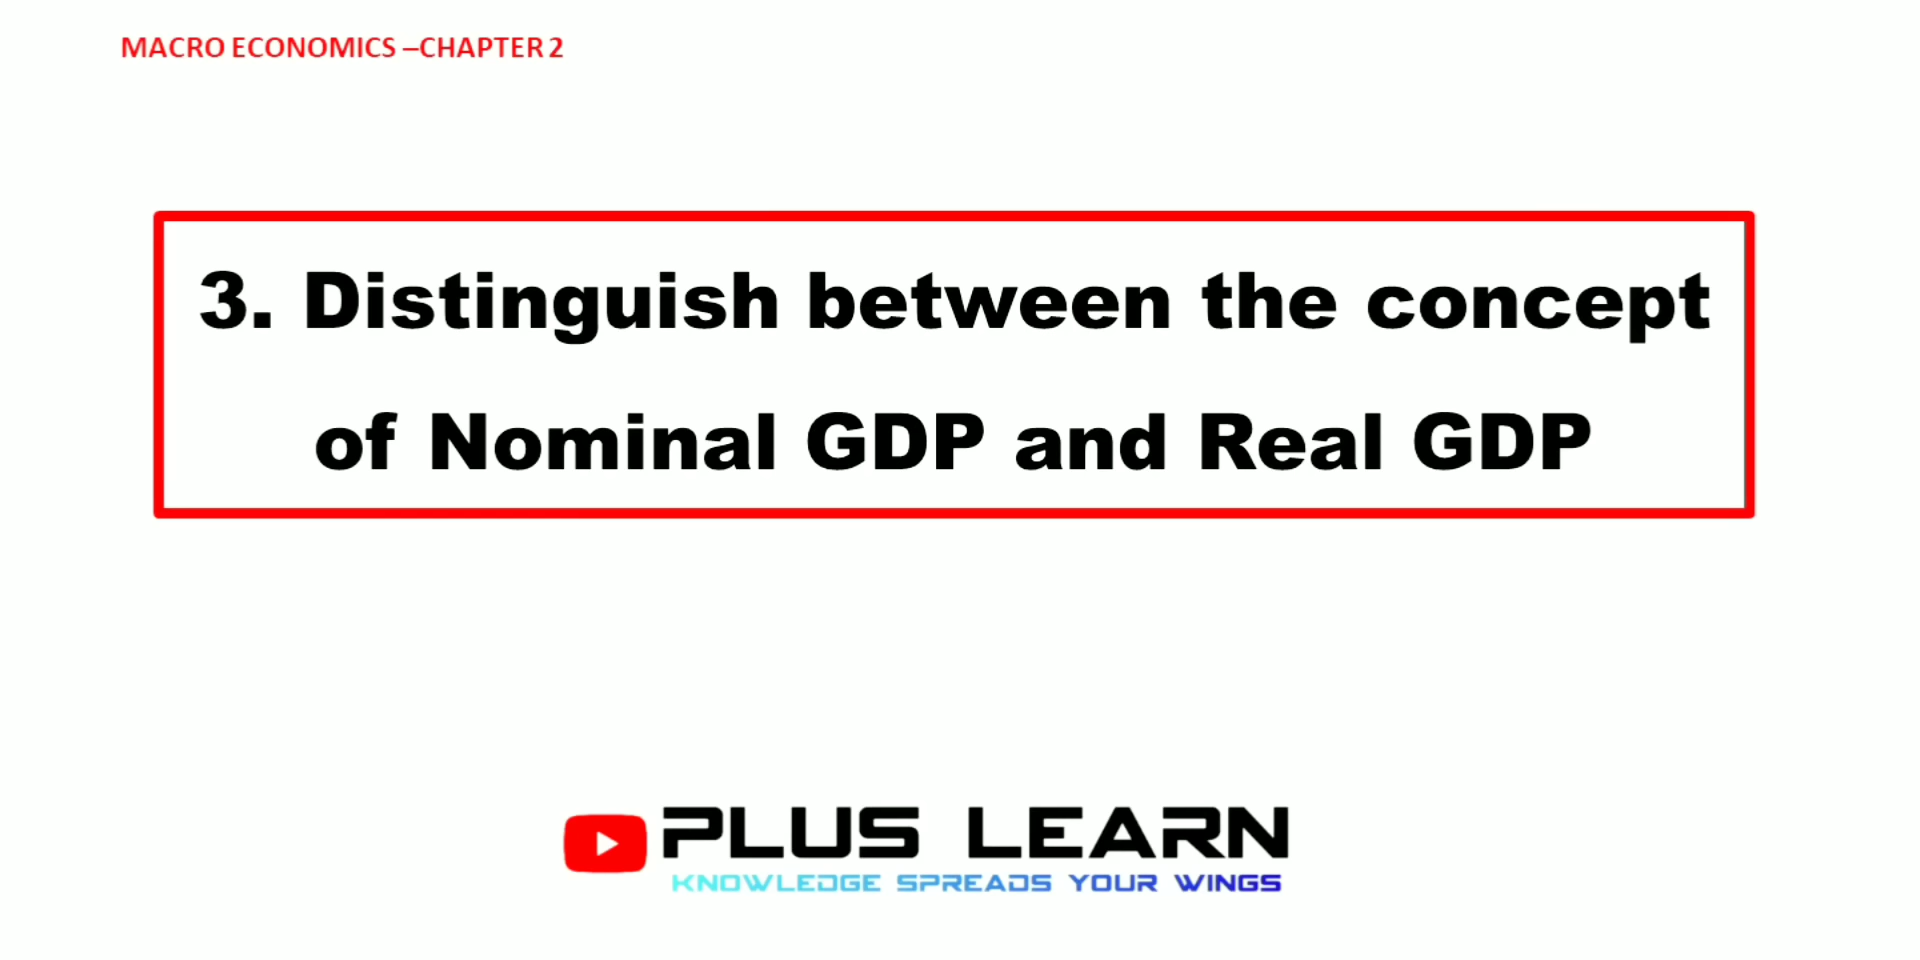 MACRO ECONOMICS –CHAPTER 2
3. Distinguish between the concept
of Nominal GDP and Real GDP
PLUS LEARN
KNOWLEDGE SPREADS YOUR WINGS